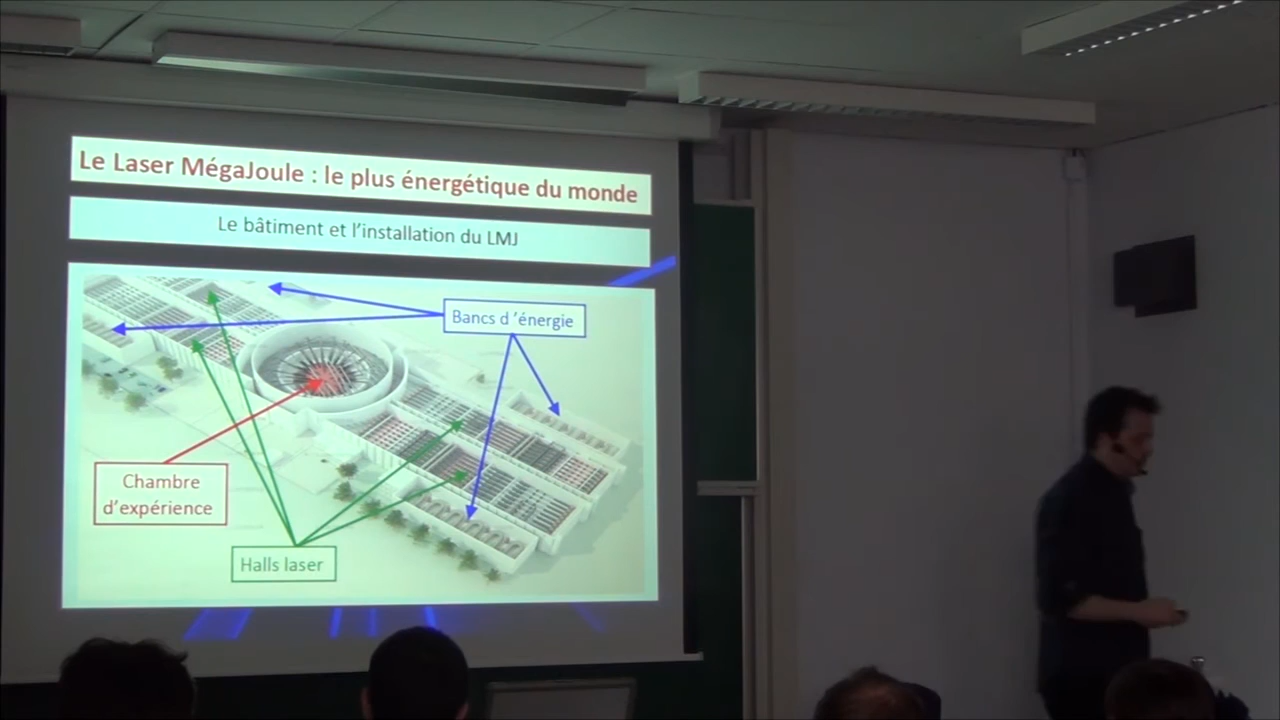 Le Laser MégaJoule : le plus énergétique du monde
Le bâtiment et l'installation du LMJ
Bancs d 'énergie
Chambre
d'expérience
Halls laser